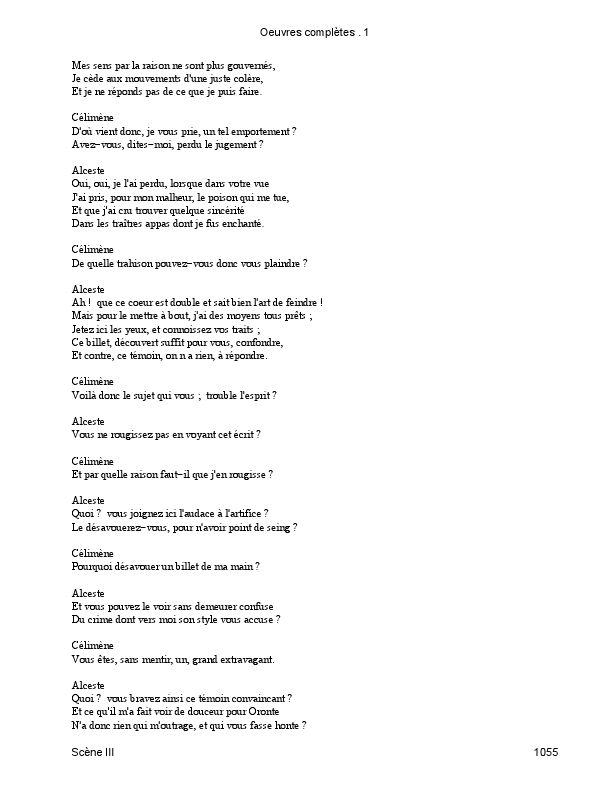 Oeuvres complètes . 1
Mes sens par la raison ne sont plus gouvernés,
Je cède aux mouvements d'une juste colère,
Et je ne réponds pas de ce que je puis faire.
Célimène
D'où vient donc, je vous prie, un tel emportement ?
Avez−vous, dites−moi, perdu le jugement ?
Alceste
Oui, oui, je l'ai perdu, lorsque dans votre vue
J'ai pris, pour mon malheur, le poison qui me tue,
Et que j'ai cru trouver quelque sincérité
Dans les traîtres appas dont je fus enchanté.
Célimène
De quelle trahison pouvez−vous donc vous plaindre ?
Alceste
Ah !  que ce coeur est double et sait bien l'art de feindre !
Mais pour le mettre à bout, j'ai des moyens tous prêts ;
Jetez ici les yeux, et connoissez vos traits ;
Ce billet, découvert suffit pour vous, confondre,
Et contre, ce témoin, on n a rien, à répondre.
Célimène
Voilà donc le sujet qui vous ;  trouble l'esprit ?
Alceste
Vous ne rougissez pas en voyant cet écrit ?
Célimène
Et par quelle raison faut−il que j'en rougisse ?
Alceste
Quoi ?  vous joignez ici l'audace à l'artifice ?
Le désavouerez−vous, pour n'avoir point de seing ?
Célimène
Pourquoi désavouer un billet de ma main ?
Alceste
Et vous pouvez le voir sans demeurer confuse
Du crime dont vers moi son style vous accuse ?
Célimène
Vous êtes, sans mentir, un, grand extravagant.
Alceste
Quoi ?  vous bravez ainsi ce témoin convaincant ?
Et ce qu'il m'a fait voir de douceur pour Oronte
N'a donc rien qui m'outrage, et qui vous fasse honte ?
Scène III 1055